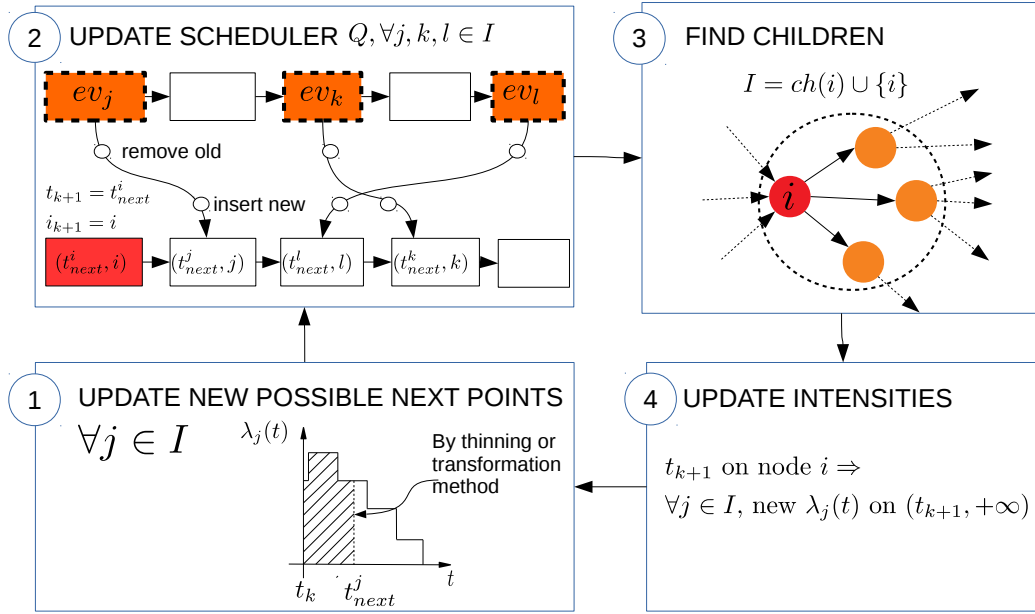 2
UPDATE SCHEDULER Q, ∀j, k, l ∈ I
ev_j
ev_k
ev_l
remove old
t_{k+1} = t^i_{next}
i_{k+1} = i
insert new
(t^i_{next}, i)
(t^j_{next}, j)
(t^l_{next}, l)
(t^k_{next}, k)
3
FIND CHILDREN
I = ch(i) ∪ {i}
i
1
UPDATE NEW POSSIBLE NEXT POINTS
∀j ∈ I
λ_j(t)
By thinning or
transformation
method
t_k
t^j_{next}
t
4
UPDATE INTENSITIES
t_{k+1} on node i ⇒
∀j ∈ I, new λ_j(t) on (t_{k+1}, +∞)